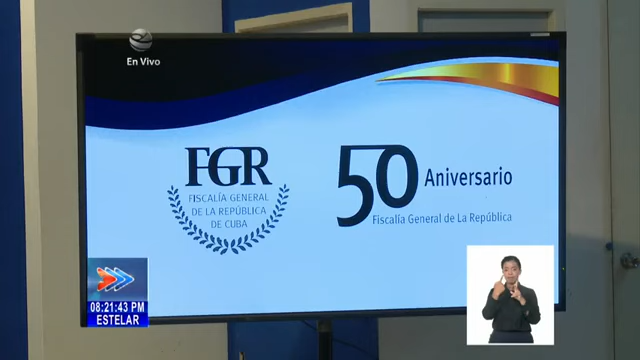 En Vivo
FGR
FISCALÍA GENERAL
DE LA REPÚBLICA
DE CUBA
50 Aniversario
Fiscalía General de La República
08:21:43 PM
ESTELAR